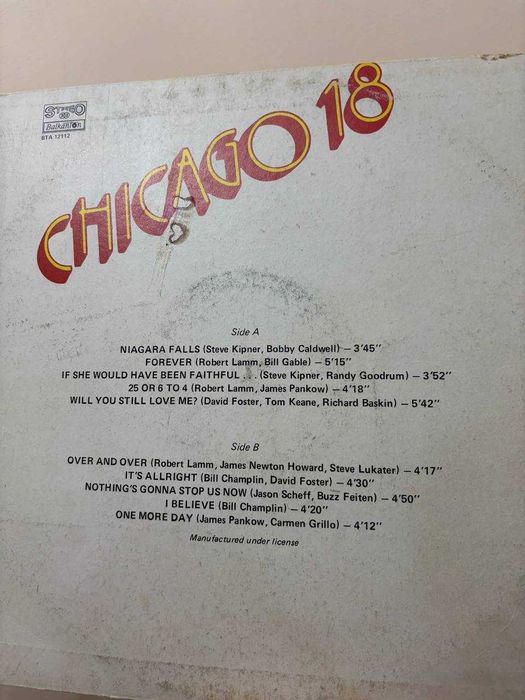 STEREO
Balkanton
BTA 12112
CHICAGO 18
Side A
NIAGARA FALLS (Steve Kipner, Bobby Caldwell) – 3'45''
FOREVER (Robert Lamm, Bill Gable) – 5'15''
IF SHE WOULD HAVE BEEN FAITHFUL . . . (Steve Kipner, Randy Goodrum) – 3'52''
25 OR 6 TO 4 (Robert Lamm, James Pankow) – 4'18''
WILL YOU STILL LOVE ME? (David Foster, Tom Keane, Richard Baskin) – 5'42''
Side B
OVER AND OVER (Robert Lamm, James Newton Howard, Steve Lukater) – 4'17''
IT'S ALLRIGHT (Bill Champlin, David Foster) – 4'30''
NOTHING'S GONNA STOP US NOW (Jason Scheff, Buzz Feiten) – 4'50''
I BELIEVE (Bill Champlin) – 4'20''
ONE MORE DAY (James Pankow, Carmen Grillo) – 4'12''
Manufactured under license